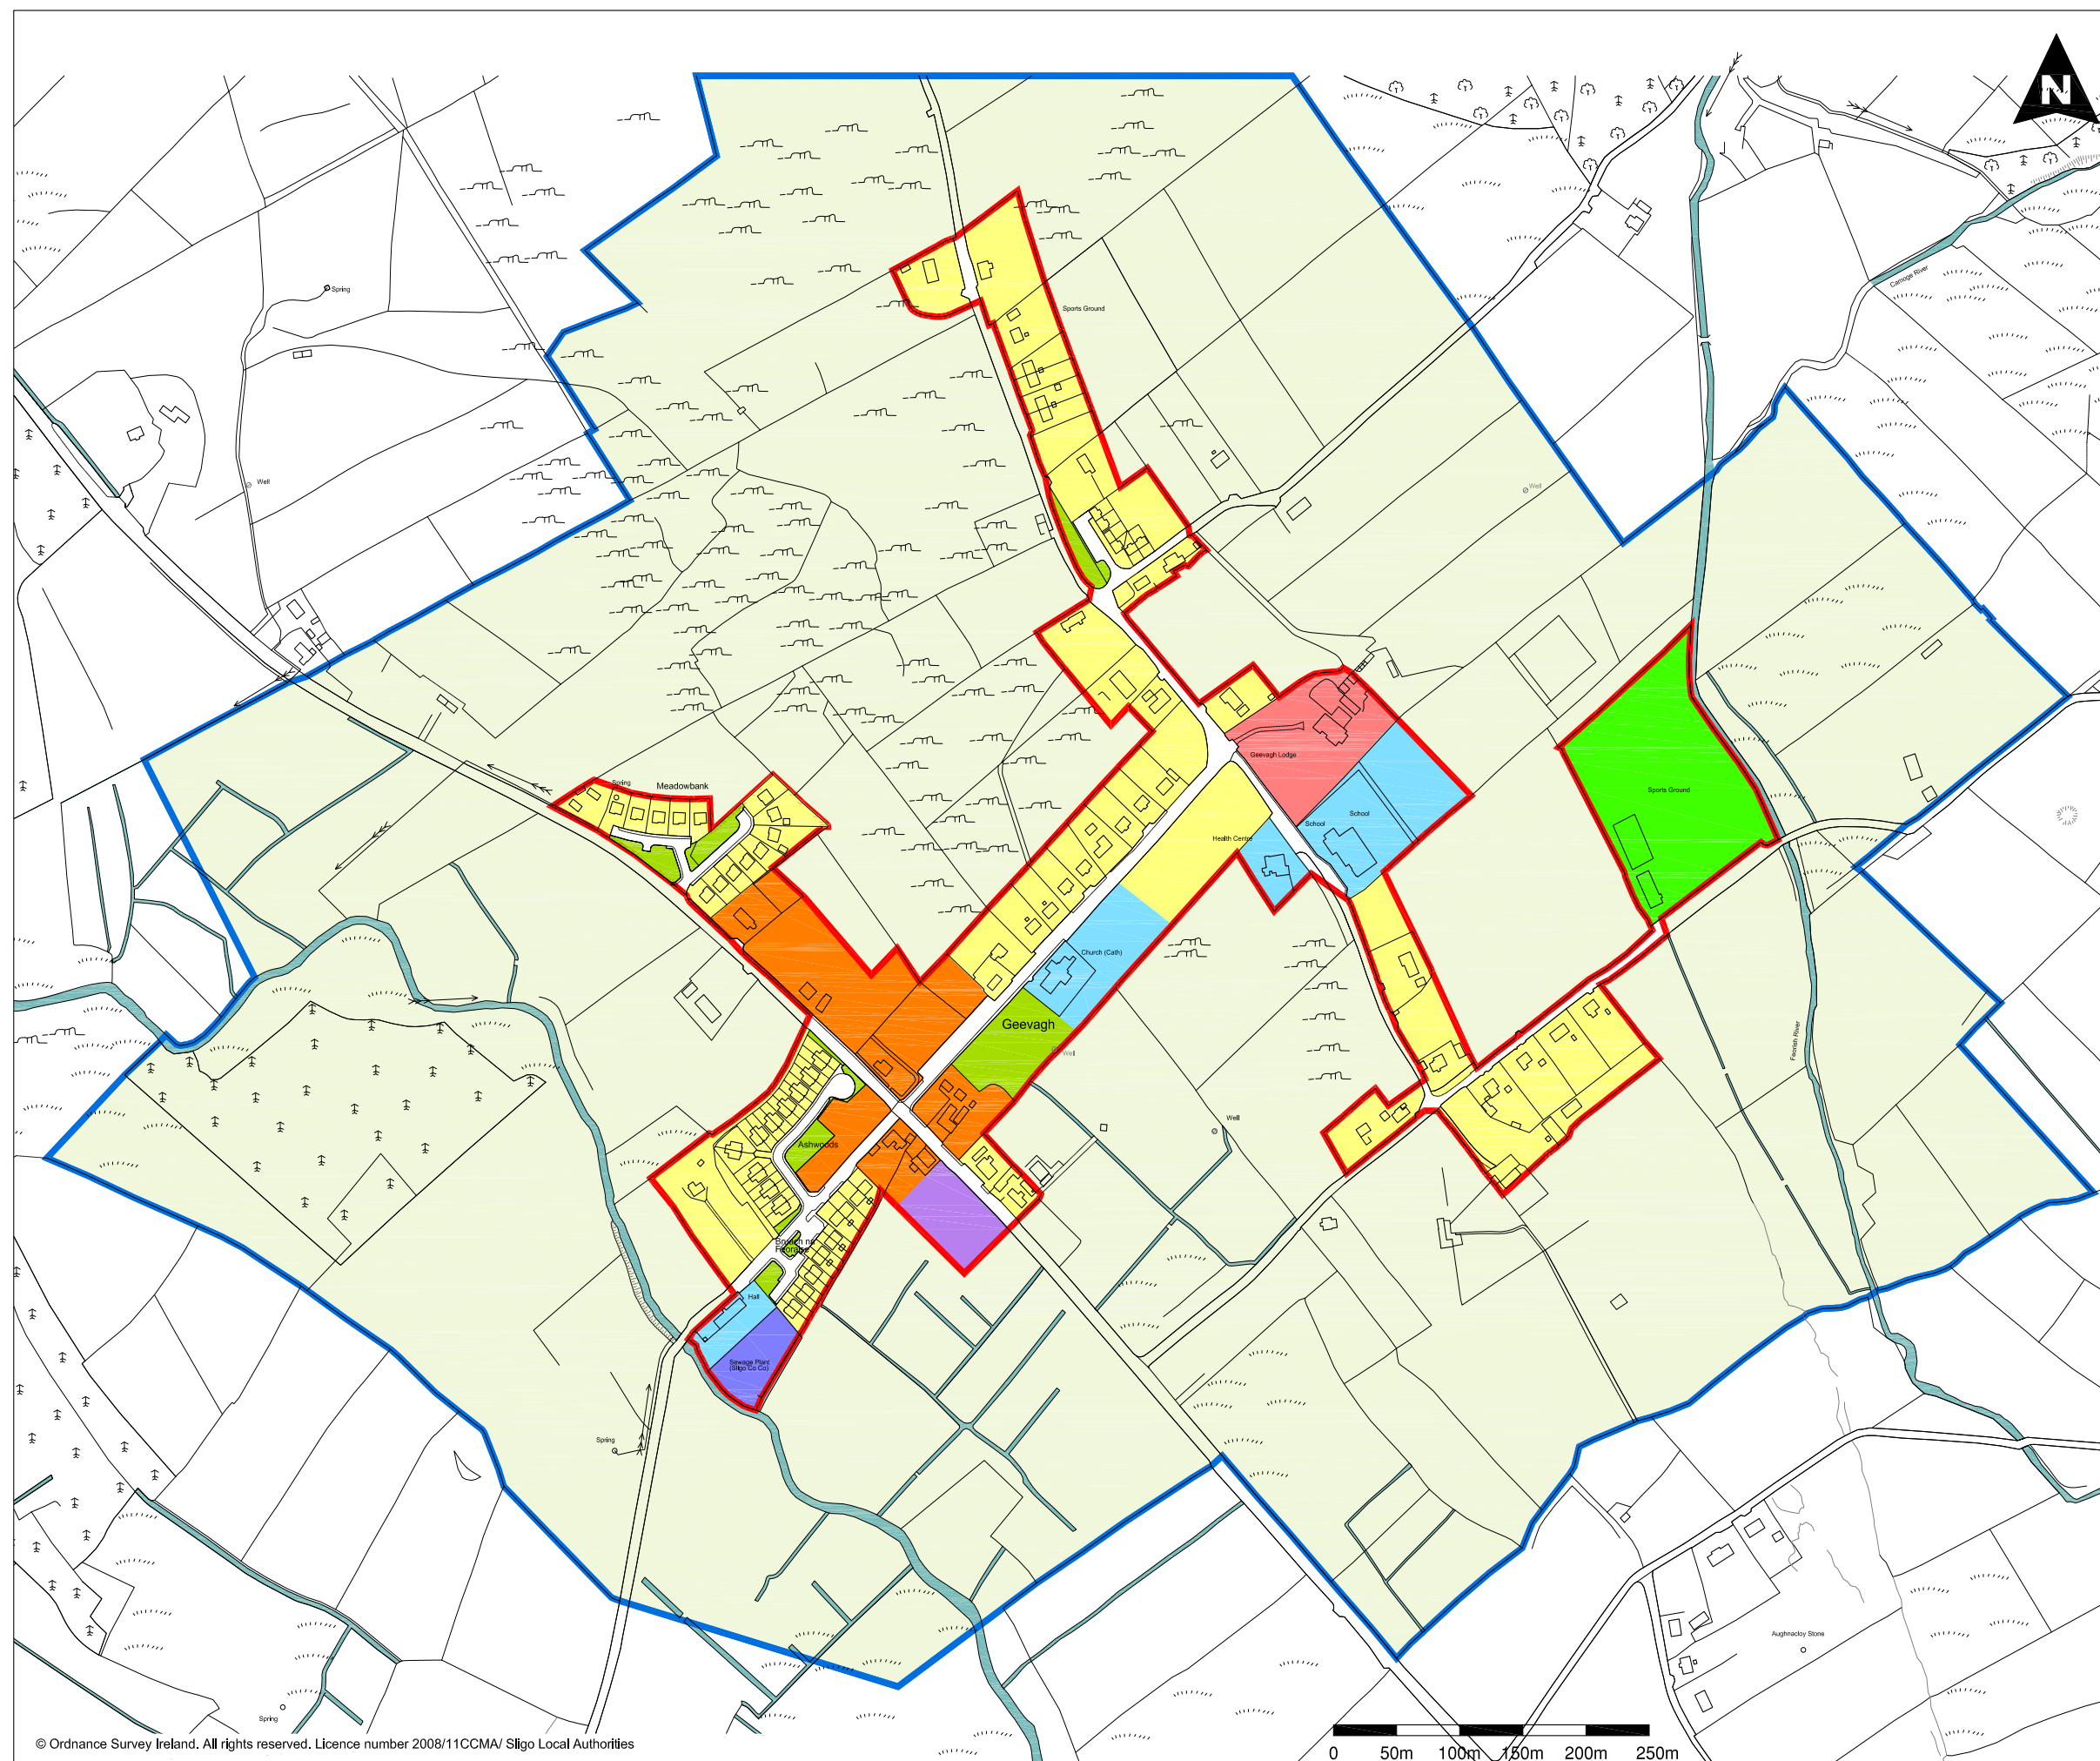 N
Carnoge River
Spring
Sports Ground
Well
Well
Geevagh Lodge
Spring
Meadowbank
Sports Ground
School
School
Health Centre
Church (Cath)
Geevagh
Well
Feorish River
Well
Ashwoods
Hall
Sewage Plant
(Sligo Co Co)
Spring
Aughnacloy Stone
Spring
© Ordnance Survey Ireland. All rights reserved. Licence number 2008/11CCMA/ Sligo Local Authorities
0 50m 100m 150m 200m 250m